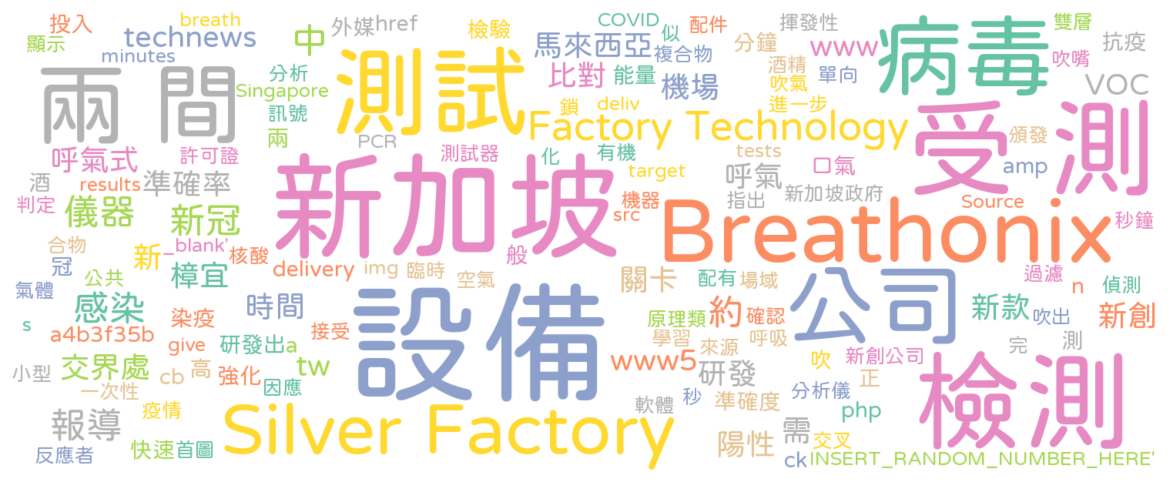 投入
breath
外媒
href
檢驗
COVID
似
配件
揮發性
雙層
顯示
technews
中
馬來西亞
複合物
分鐘
www
病毒
抗疫
minutes
兩 間
分析
測試
比對
能量
機場
酒精
單向
吹嘴
Singapore
吹氣
VOC
訊號
鎖
deliv
進一步
兩
PCR
Factory Technology
受 測
頒發
呼氣式
許可證
測試器
化
有機
tests
口氣
amp
酒
results
準確率
新加坡
target
呼氣
新加坡政府
判定
儀器
新冠
機器
指出
Source
秒鐘
src
Breathonix
合物
新
_blank'
核酸
般
冠
delivery
img
臨時
空氣
關卡
配有
場域
過濾
n
偵測
公共
樟宜
氣體
感染
時間
設備
公司
新款
新創
s
a4b3f35b
染疫
接受
原理類
約
確認
吹出
give
研發出
a
學習
來源
呼吸
完
測
小型
交界處
cb
高
強化
tw
www5
研發
吹
新創公司
正
檢測
一次性
因應
秒
準確度
分析儀
報導
疫情
Silver Factory
軟體
php
反應者
快速
首圖
陽性
需
交叉
ck
INSERT_RANDOM_NUMBER_HERE'